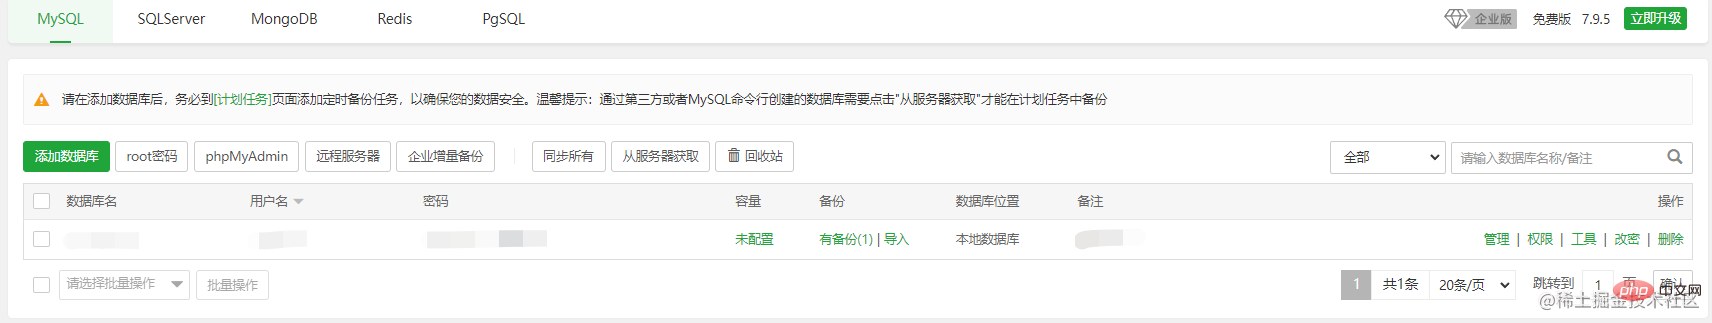 MySQL SQLServer MongoDB Redis PgSQL 企业版 免费版 7.9.5 立即升级
请在添加数据库后，务必到[计划任务]页面添加定时备份任务，以确保您的数据安全。温馨提示：通过第三方或者MySQL命令行创建的数据库需要点击"从服务器获取"才能在计划任务中备份
添加数据库 root密码 phpMyAdmin 远程服务器 企业增量备份 同步所有 从服务器获取 回收站 全部 请输入数据库名称/备注
数据库名 用户名 密码 容量 备份 数据库位置 备注 操作
未配置 有备份(1) | 导入 本地数据库 管理 | 权限 | 工具 | 改密 | 删除
请选择批量操作 批量操作 1 共1条 20条/页 跳转到 1 页 确认
php 中文网
@稀土掘金技术社区